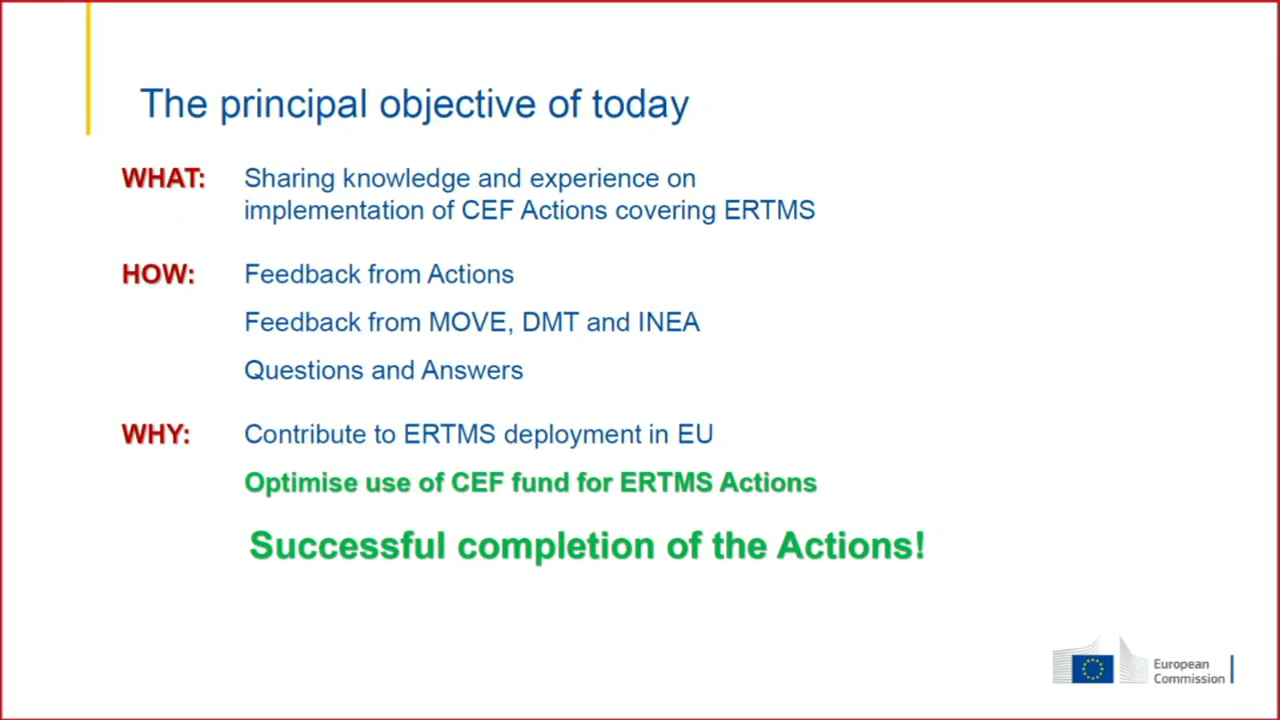 The principal objective of today
WHAT: Sharing knowledge and experience on
implementation of CEF Actions covering ERTMS
HOW: Feedback from Actions
Feedback from MOVE, DMT and INEA
Questions and Answers
WHY: Contribute to ERTMS deployment in EU
Optimise use of CEF fund for ERTMS Actions
Successful completion of the Actions!
European
Commission